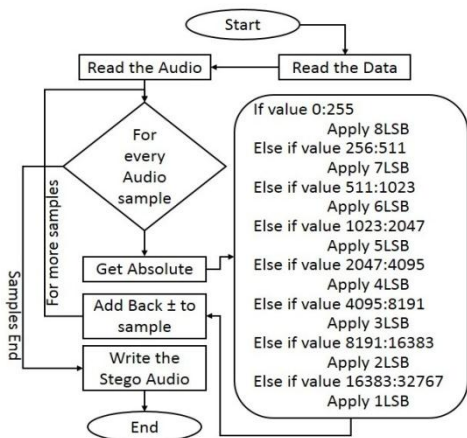 Start
Read the Data
Read the Audio
For
every
Audio
sample
For more samples
Samples End
Get Absolute
If value 0:255
Apply 8LSB
Else if value 256:511
Apply 7LSB
Else if value 511:1023
Apply 6LSB
Else if value 1023:2047
Apply 5LSB
Else if value 2047:4095
Apply 4LSB
Else if value 4095:8191
Apply 3LSB
Else if value 8191:16383
Apply 2LSB
Else if value 16383:32767
Apply 1LSB
Add Back ± to
sample
Write the
Stego Audio
End